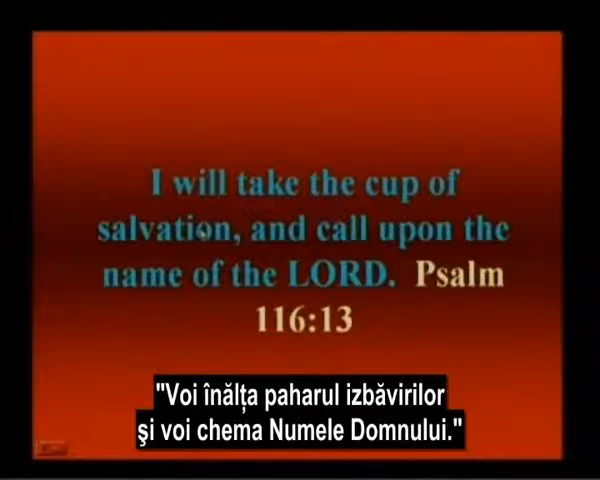 I will take the cup of
salvation, and call upon the
name of the LORD.  Psalm
116:13
"Voi înălța paharul izbăvirilor
şi voi chema Numele Domnului."